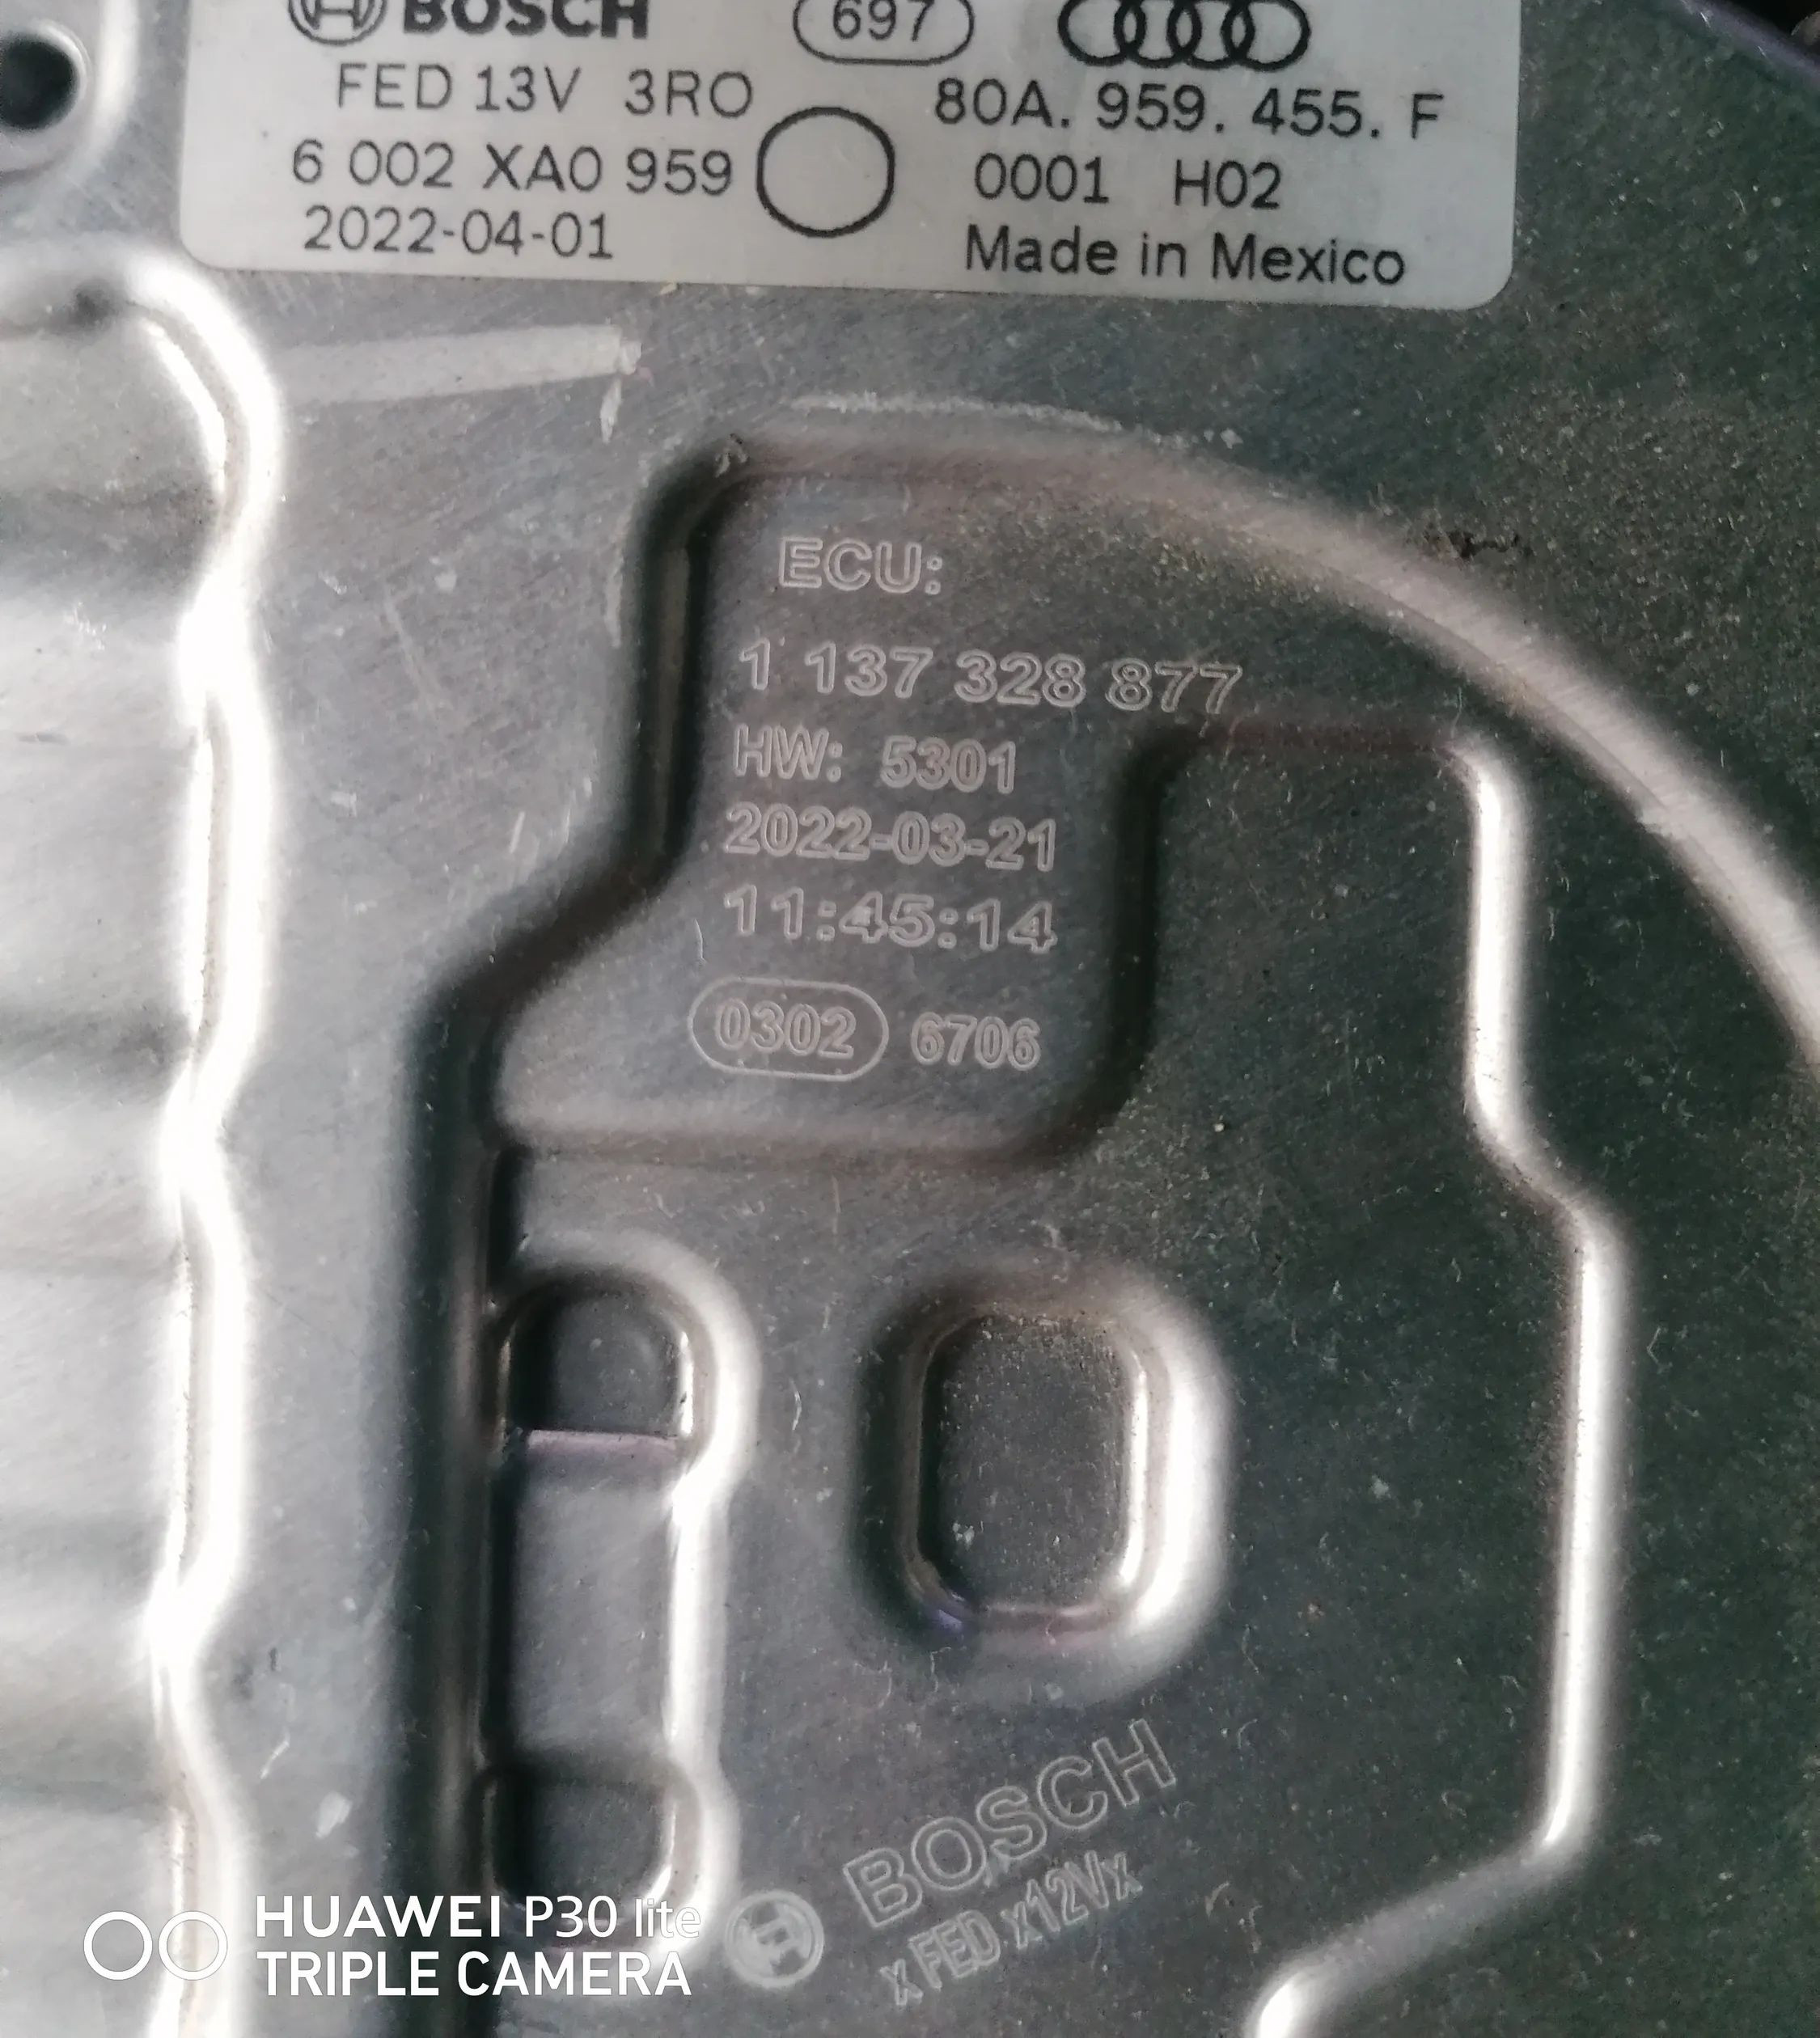 BOSCH 697
FED 13V 3RO 80A. 959. 455. F
6 002 XA0 959 0001 H02
2022-04-01 Made in Mexico
ECU:
1 137 328 877
HW: 5301
2022-03-21
11:45:14
0302 6706
BOSCH
x FED x12Vx
HUAWEI P30 lite
TRIPLE CAMERA